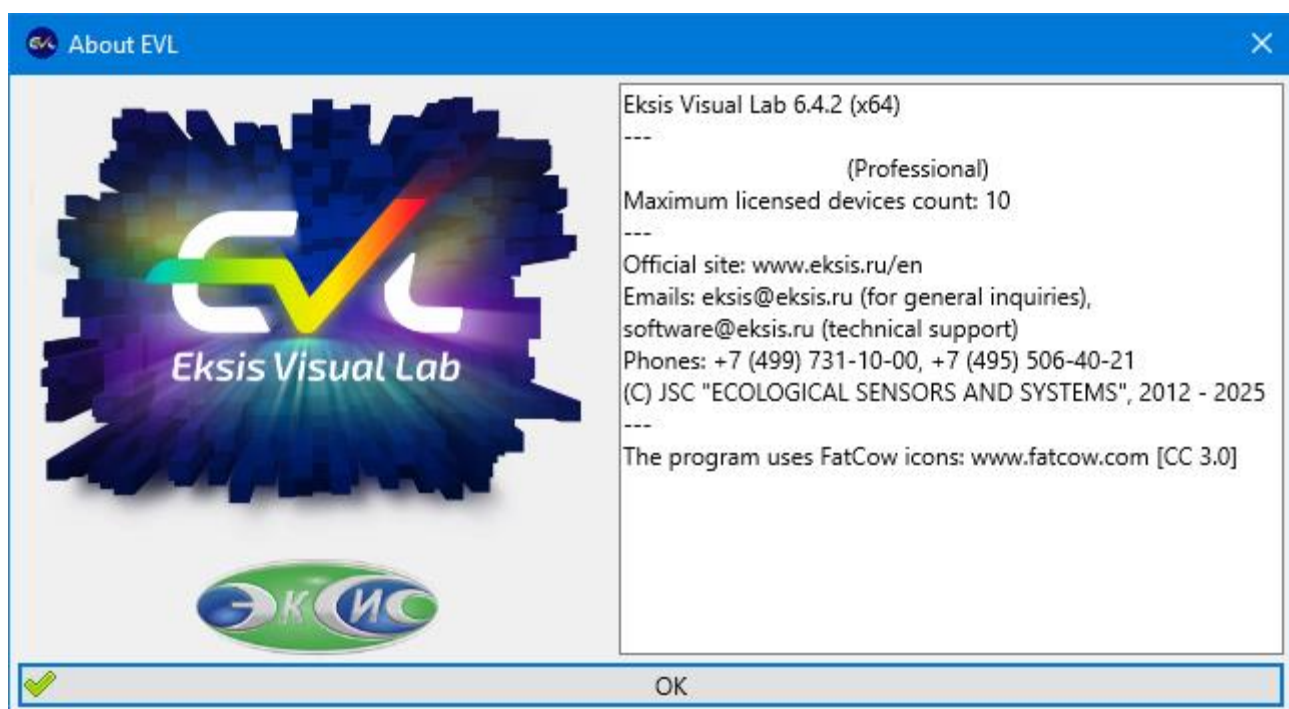 About EVL
EVL
Eksis Visual Lab
ЭКСИС
Eksis Visual Lab 6.4.2 (x64)
---
(Professional)
Maximum licensed devices count: 10
---
Official site: www.eksis.ru/en
Emails: eksis@eksis.ru (for general inquiries),
software@eksis.ru (technical support)
Phones: +7 (499) 731-10-00, +7 (495) 506-40-21
(C) JSC "ECOLOGICAL SENSORS AND SYSTEMS", 2012 - 2025
---
The program uses FatCow icons: www.fatcow.com [CC 3.0]
OK